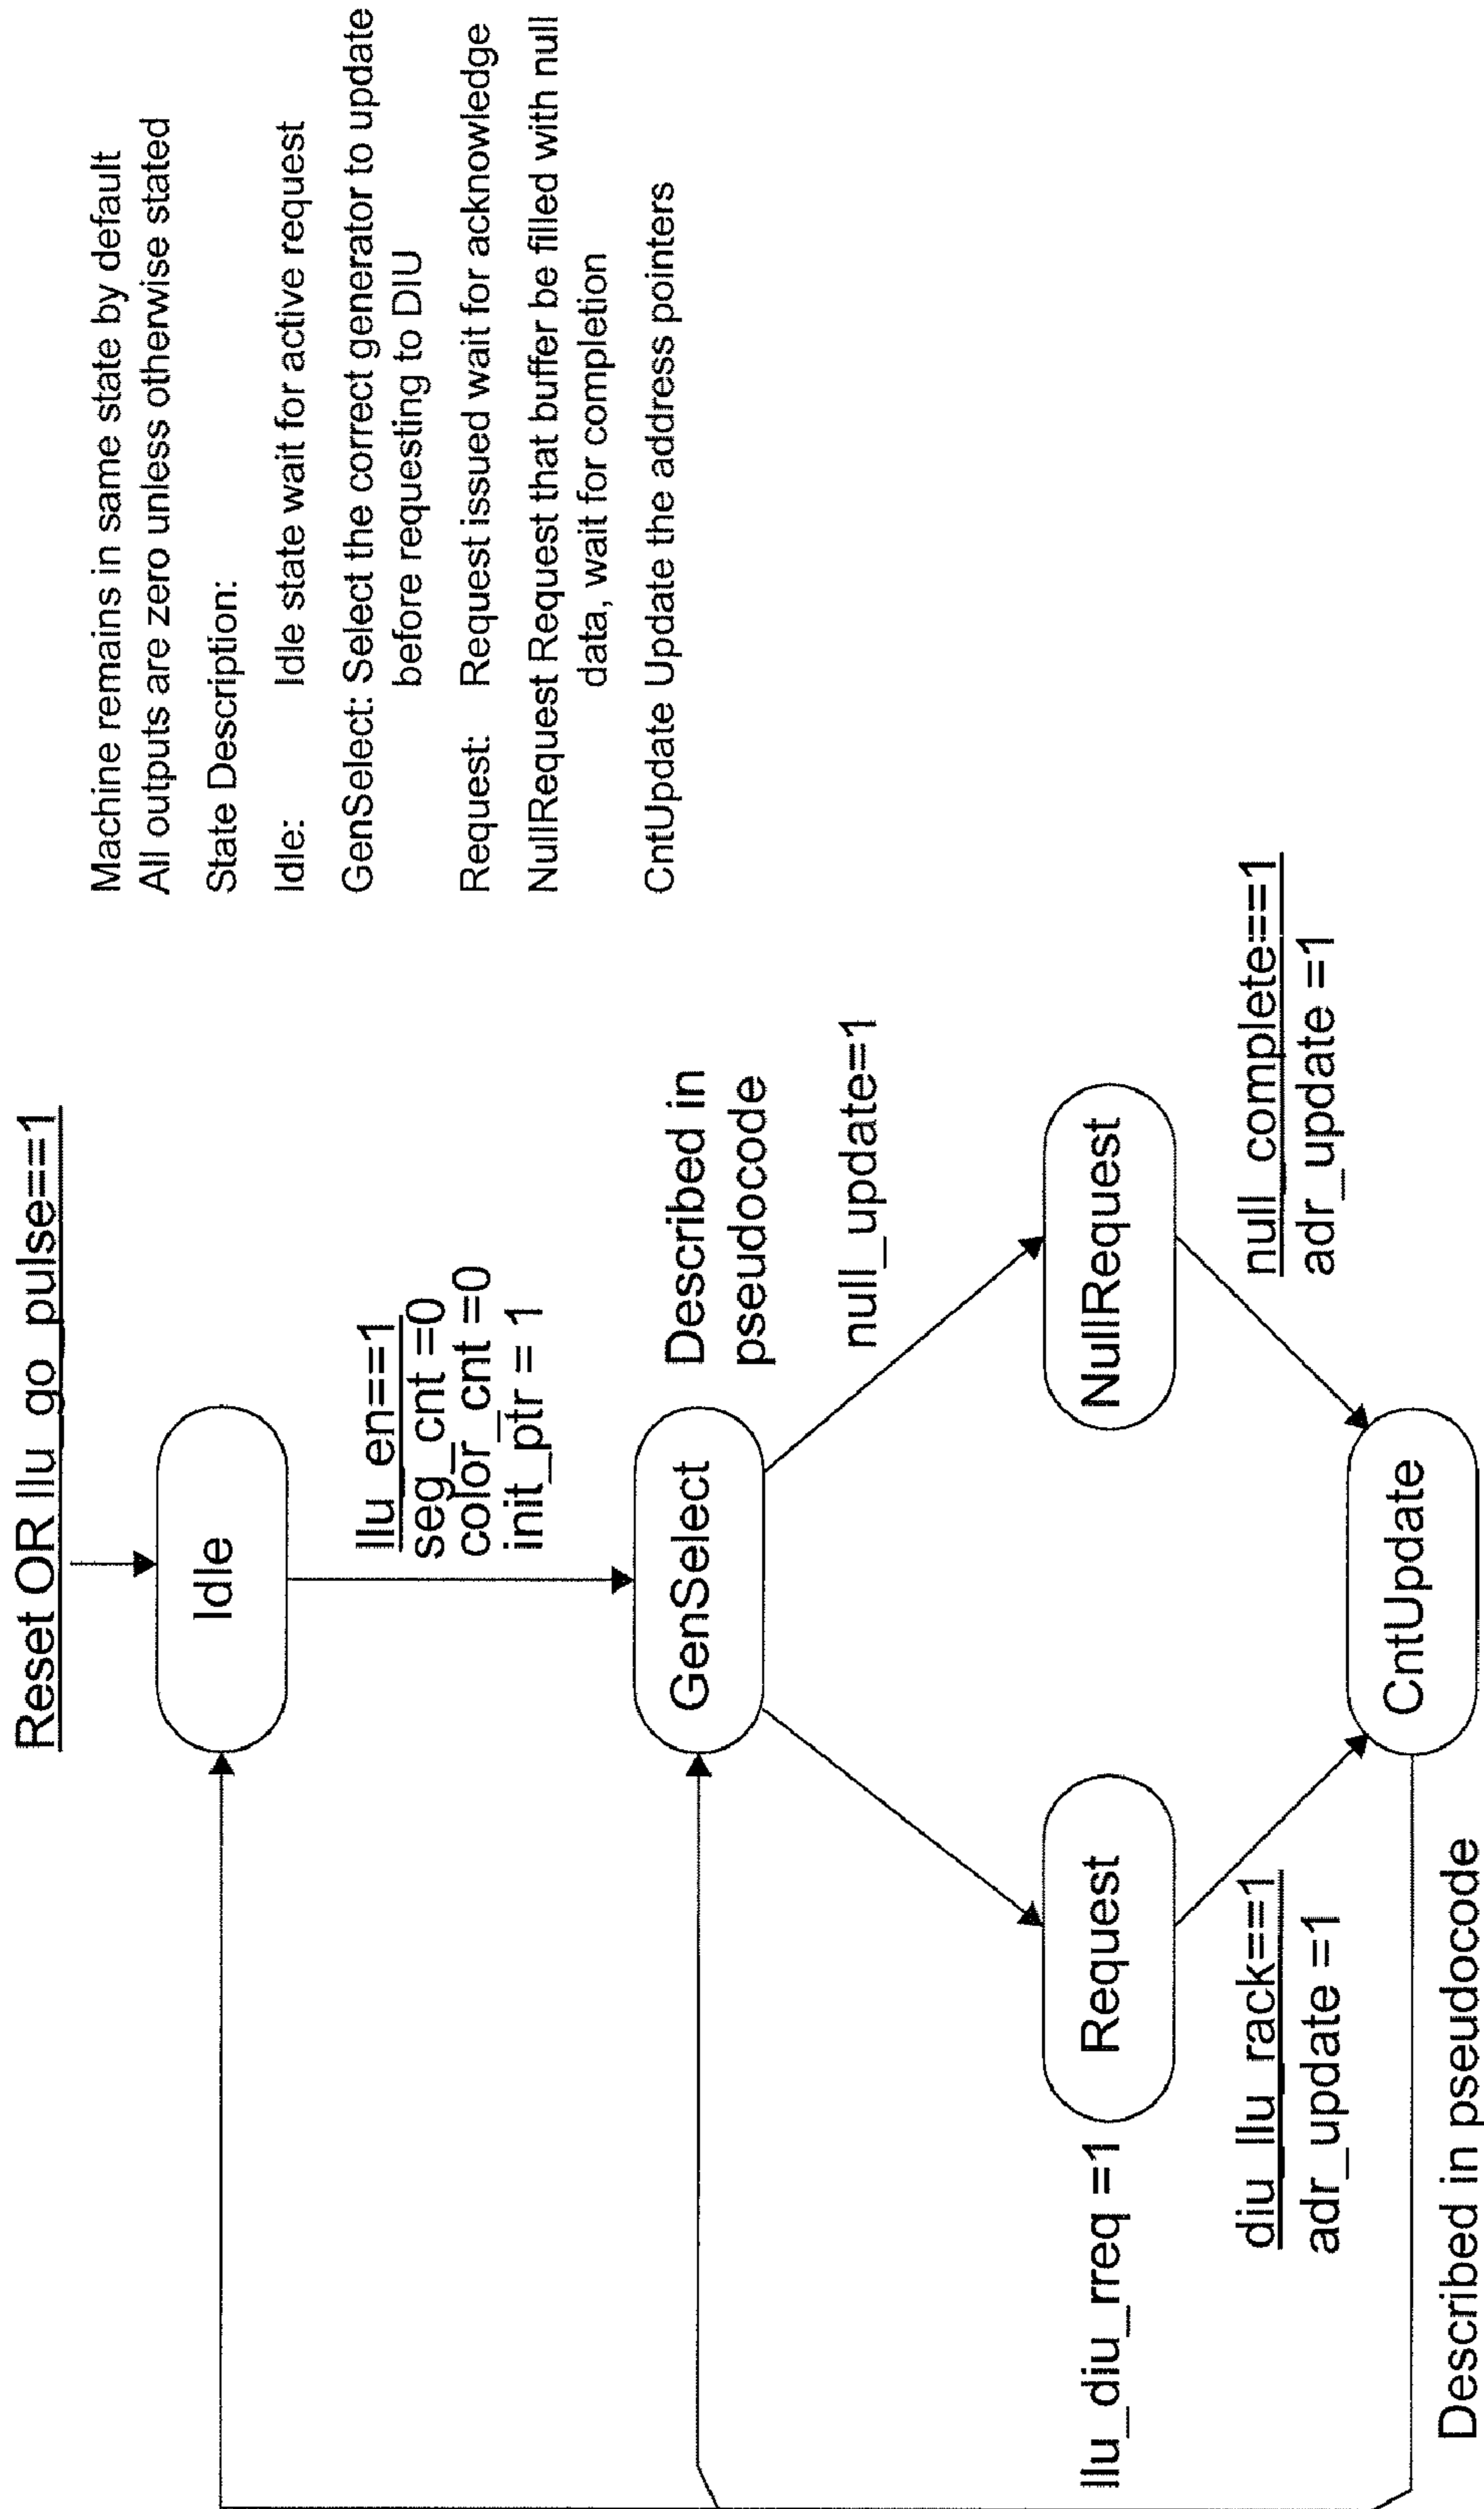 Reset OR llu_go_pulse==1
Idle
llu_en==1
seg_cnt =0
color_cnt =0
init_ptr = 1
GenSelect
Described in
pseudocode
null_update=1
llu_diu_rreq =1
Request
NullRequest
diu_llu_rack==1
adr_update =1
null_complete==1
adr_update =1
CntUpdate
Described in pseudocode
Machine remains in same state by default
All outputs are zero unless otherwise stated
State Description:
Idle: Idle state wait for active request
GenSelect: Select the correct generator to update
before requesting to DIU
Request: Request issued wait for acknowledge
NullRequest Request that buffer be filled with null
data, wait for completion
CntUpdate Update the address pointers